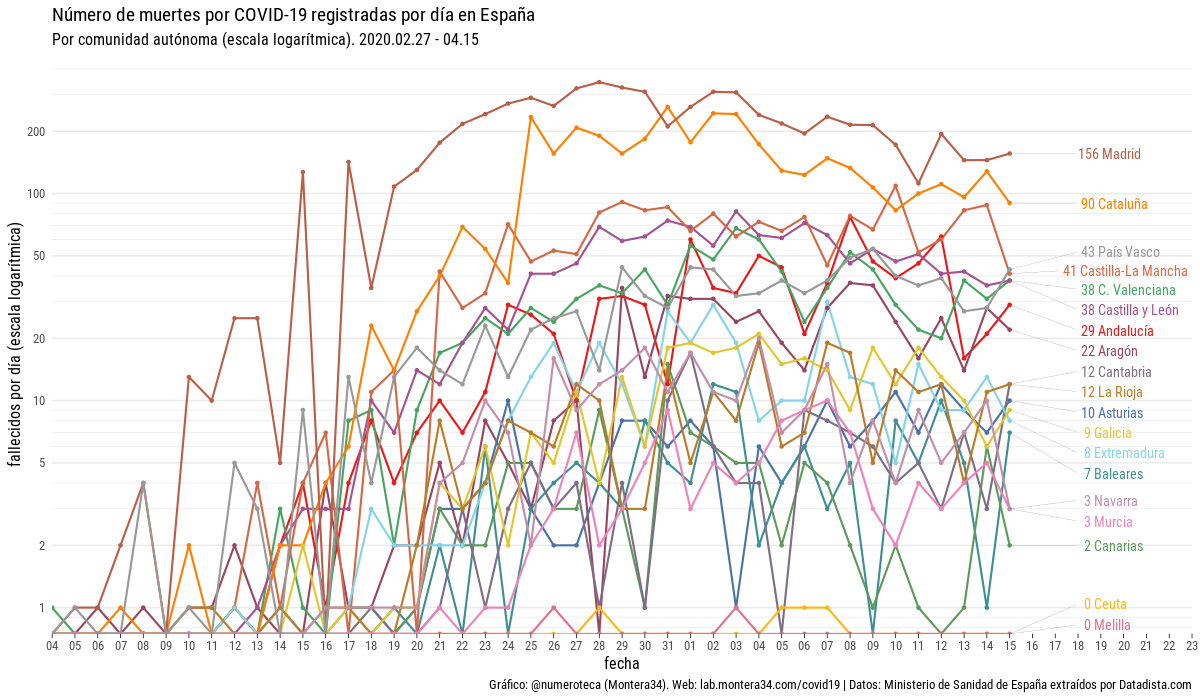 Número de muertes por COVID-19 registradas por día en España
Por comunidad autónoma (escala logarítmica). 2020.02.27 - 04.15
fallecidos por día (escala logarítmica)
200
100
50
20
10
5
2
1
156 Madrid
90 Cataluña
43 País Vasco
41 Castilla-La Mancha
38 C. Valenciana
38 Castilla y León
29 Andalucía
22 Aragón
12 Cantabria
12 La Rioja
10 Asturias
9 Galicia
8 Extremadura
7 Baleares
3 Navarra
3 Murcia
2 Canarias
0 Ceuta
0 Melilla
04 05 06 07 08 09 10 11 12 13 14 15 16 17 18 19 20 21 22 23 24 25 26 27 28 29 30 31 01 02 03 04 05 06 07 08 09 10 11 12 13 14 15 16 17 18 19 20 21 22 23
fecha
Gráfico: @numeroteca (Montera34). Web: lab.montera34.com/covid19 | Datos: Ministerio de Sanidad de España extraídos por Datadista.com